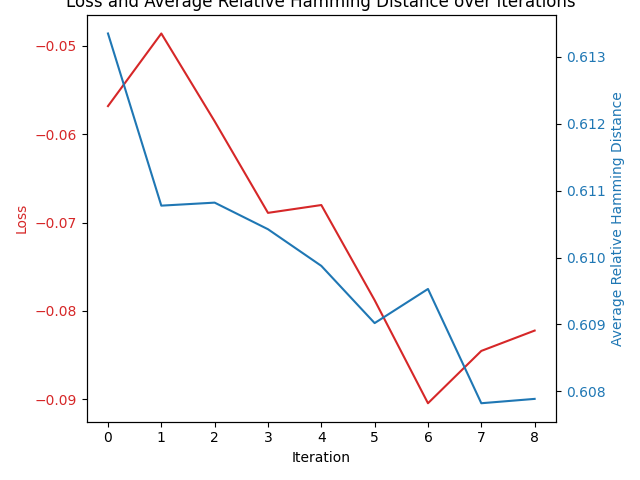 Loss and Average Relative Hamming Distance over Iterations
−0.05
−0.06
−0.07
−0.08
−0.09
Loss
0.613
0.612
0.611
0.610
0.609
0.608
Average Relative Hamming Distance
0 1 2 3 4 5 6 7 8
Iteration